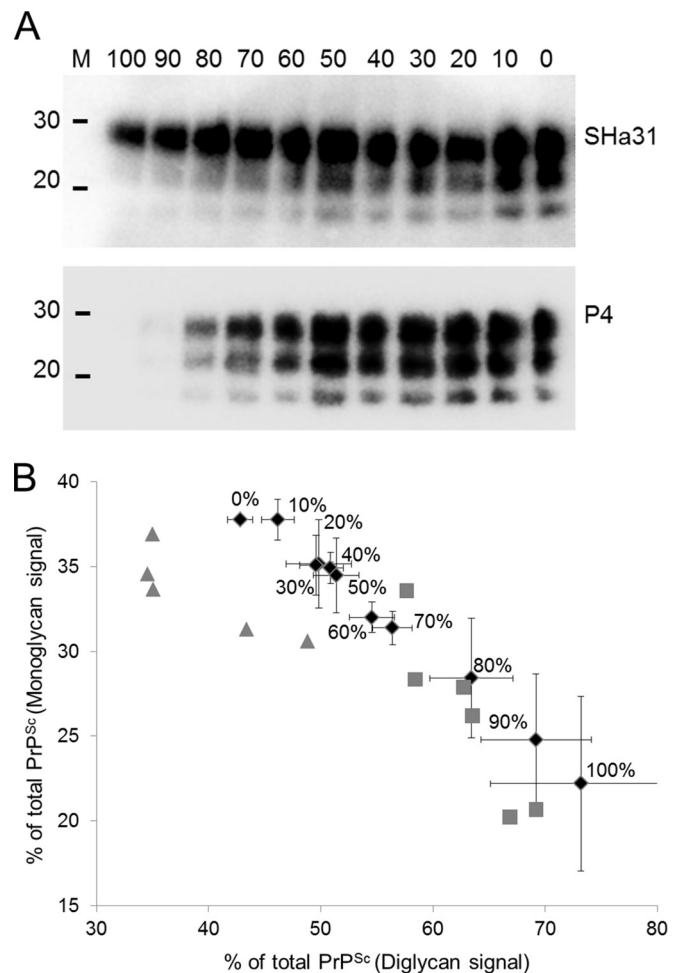 A
M 100 90 80 70 60 50 40 30 20 10 0
30
20
SHa31
30
20
P4
B
40
35
30
25
20
15
% of total PrPSc (Monoglycan signal)
0%
10%
20%
40%
30%
50%
60%
70%
80%
90%
100%
30 40 50 60 70 80
% of total PrPSc (Diglycan signal)